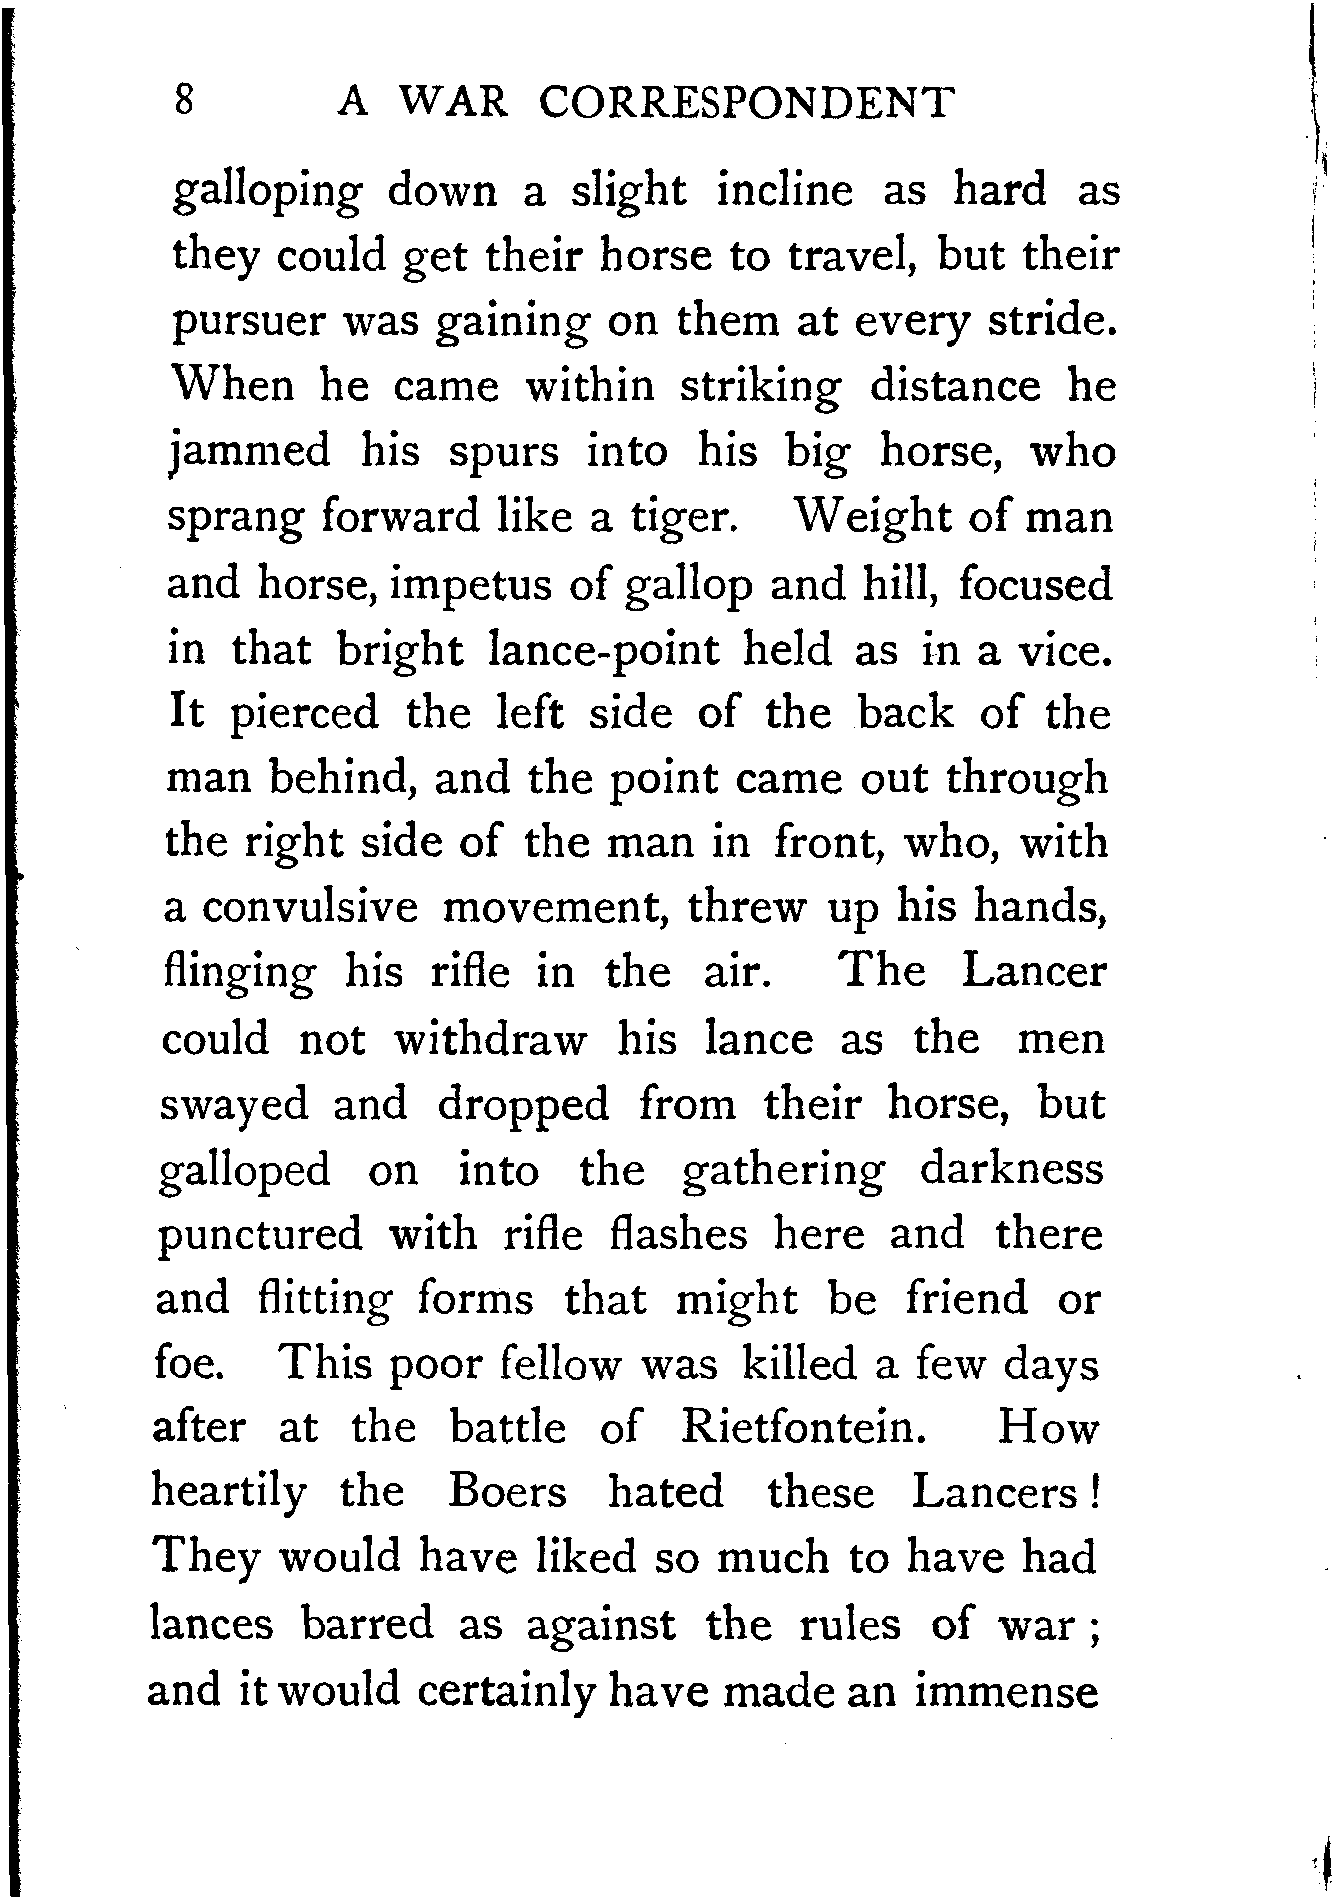 8 A WAR CORRESPONDENT
galloping down a slight incline as hard as
they could get their horse to travel, but their
pursuer was gaining on them at every stride.
When he came within striking distance he
jammed his spurs into his big horse, who
sprang forward like a tiger. Weight of man
and horse, impetus of gallop and hill, focused
in that bright lance-point held as in a vice.
It pierced the left side of the back of the
man behind, and the point came out through
the right side of the man in front, who, with
a convulsive movement, threw up his hands,
flinging his rifle in the air. The Lancer
could not withdraw his lance as the men
swayed and dropped from their horse, but
galloped on into the gathering darkness
punctured with rifle flashes here and there
and flitting forms that might be friend or
foe. This poor fellow was killed a few days
after at the battle of Rietfontein. How
heartily the Boers hated these Lancers !
They would have liked so much to have had
lances barred as against the rules of war ;
and it would certainly have made an immense